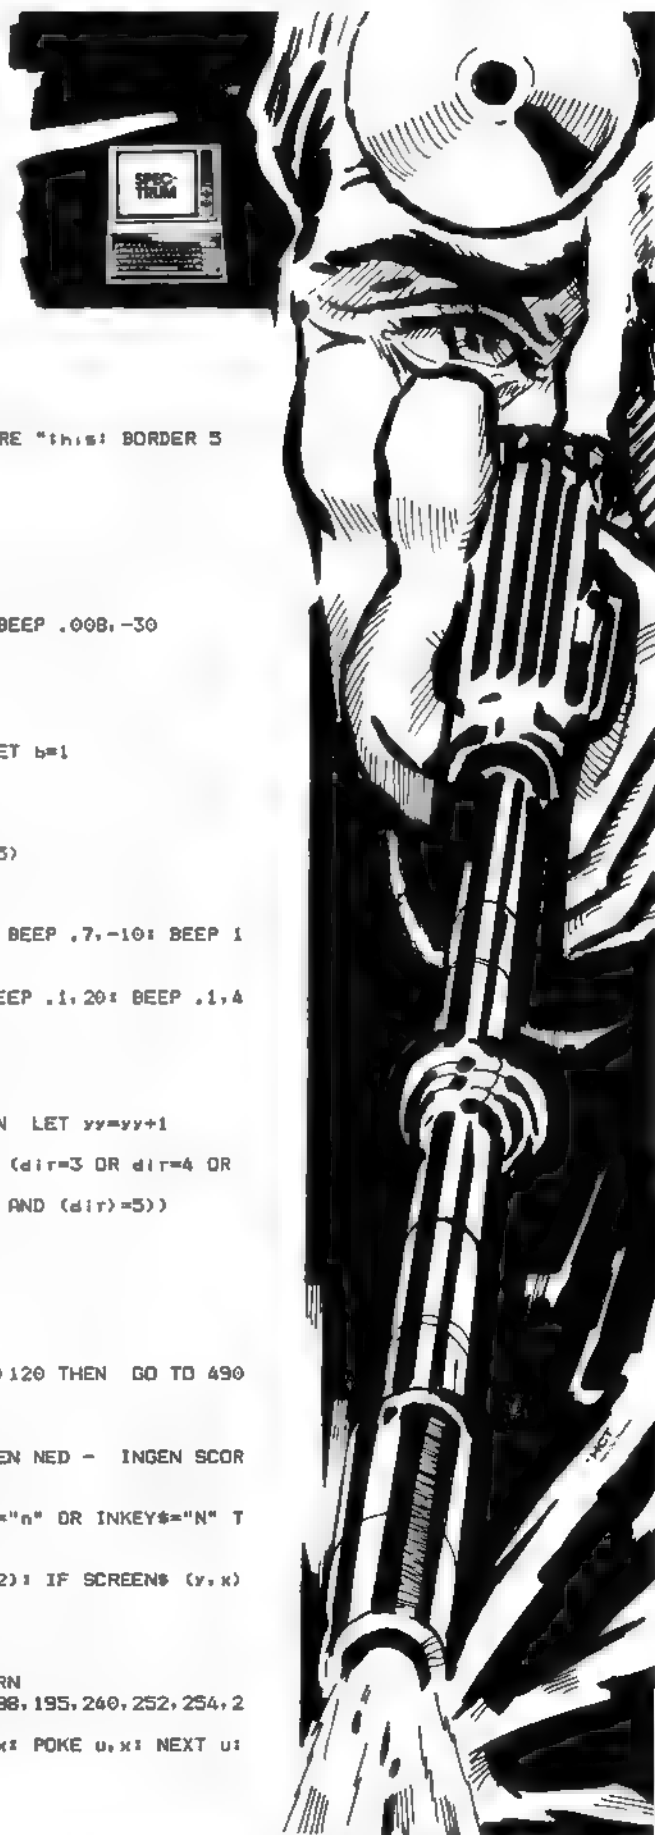 SPEC-
TRUM
RE "this: BORDER 5
BEEP .008,-30
ET b=1
5)
BEEP .7,-10: BEEP 1
EEP .1,20: BEEP .1,4
N LET yy=yy+1
(dir=3 OR dir=4 OR
AND (dir)=5))
120 THEN GO TO 490
EN NED - INGEN SCOR
="n" OR INKEY$="N" T
2): IF SCREEN$ (y,x)
RN
98,195,240,252,254,2
x: POKE u,x: NEXT u: